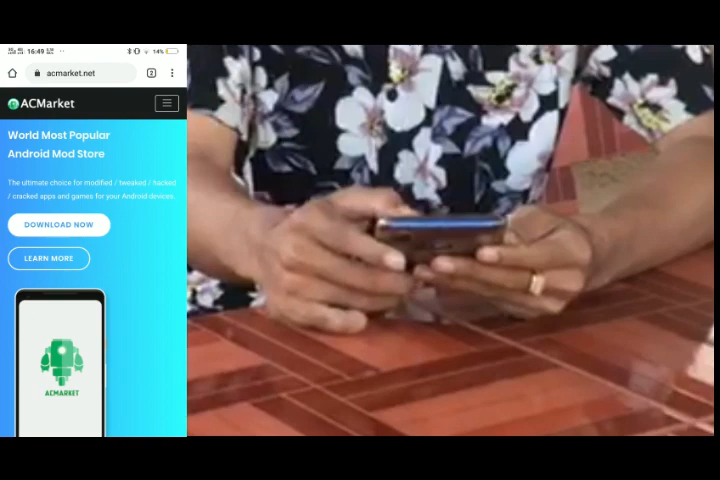 16:49
14%
acmarket.net
2
ACMarket
World Most Popular
Android Mod Store
The ultimate choice for modified / tweaked / hacked
/ cracked apps and games for your Android devices.
DOWNLOAD NOW
LEARN MORE
ACMARKET